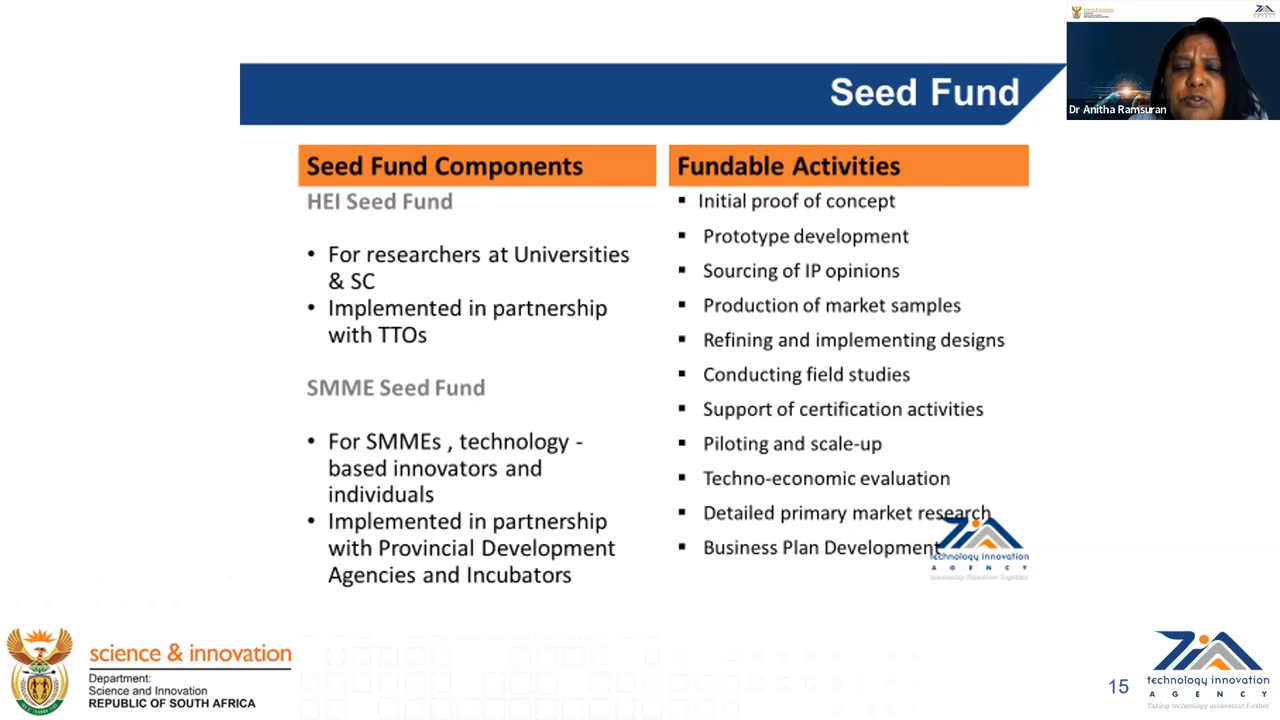 Seed Fund
Dr Anitha Ramsuran
Seed Fund Components
HEI Seed Fund
• For researchers at Universities
& SC
• Implemented in partnership
with TTOs
SMME Seed Fund
• For SMMEs , technology -
based innovators and
individuals
• Implemented in partnership
with Provincial Development
Agencies and Incubators
Fundable Activities
▪ Initial proof of concept
▪ Prototype development
▪ Sourcing of IP opinions
▪ Production of market samples
▪ Refining and implementing designs
▪ Conducting field studies
▪ Support of certification activities
▪ Piloting and scale-up
▪ Techno-economic evaluation
▪ Detailed primary market research
▪ Business Plan Development
technology innovation
AGENCY
science & innovation
Department:
Science and Innovation
REPUBLIC OF SOUTH AFRICA
15
technology innovation
AGENCY
Taking technology innovation further